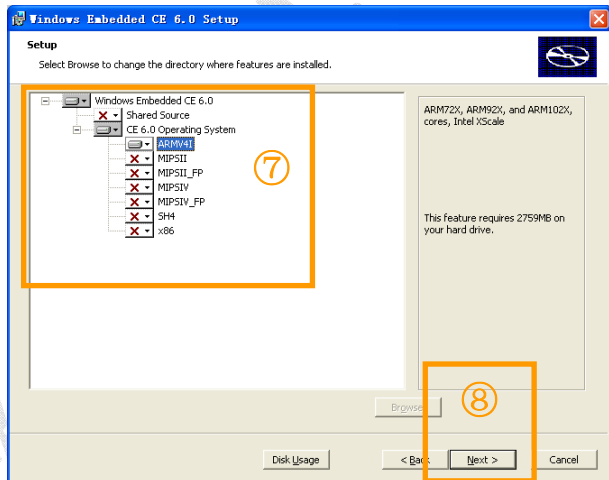 Windows Embedded CE 6.0 Setup
Setup
Select Browse to change the directory where features are installed.
Windows Embedded CE 6.0
Shared Source
CE 6.0 Operating System
ARMV4I
MIPSII
MIPSII_FP
MIPSIV
MIPSIV_FP
SH4
x86
⑦
ARM72X, ARM92X, and ARM102X,
cores, Intel XScale
This feature requires 2759MB on
your hard drive.
⑧
Browse
Disk Usage
< Back
Next >
Cancel